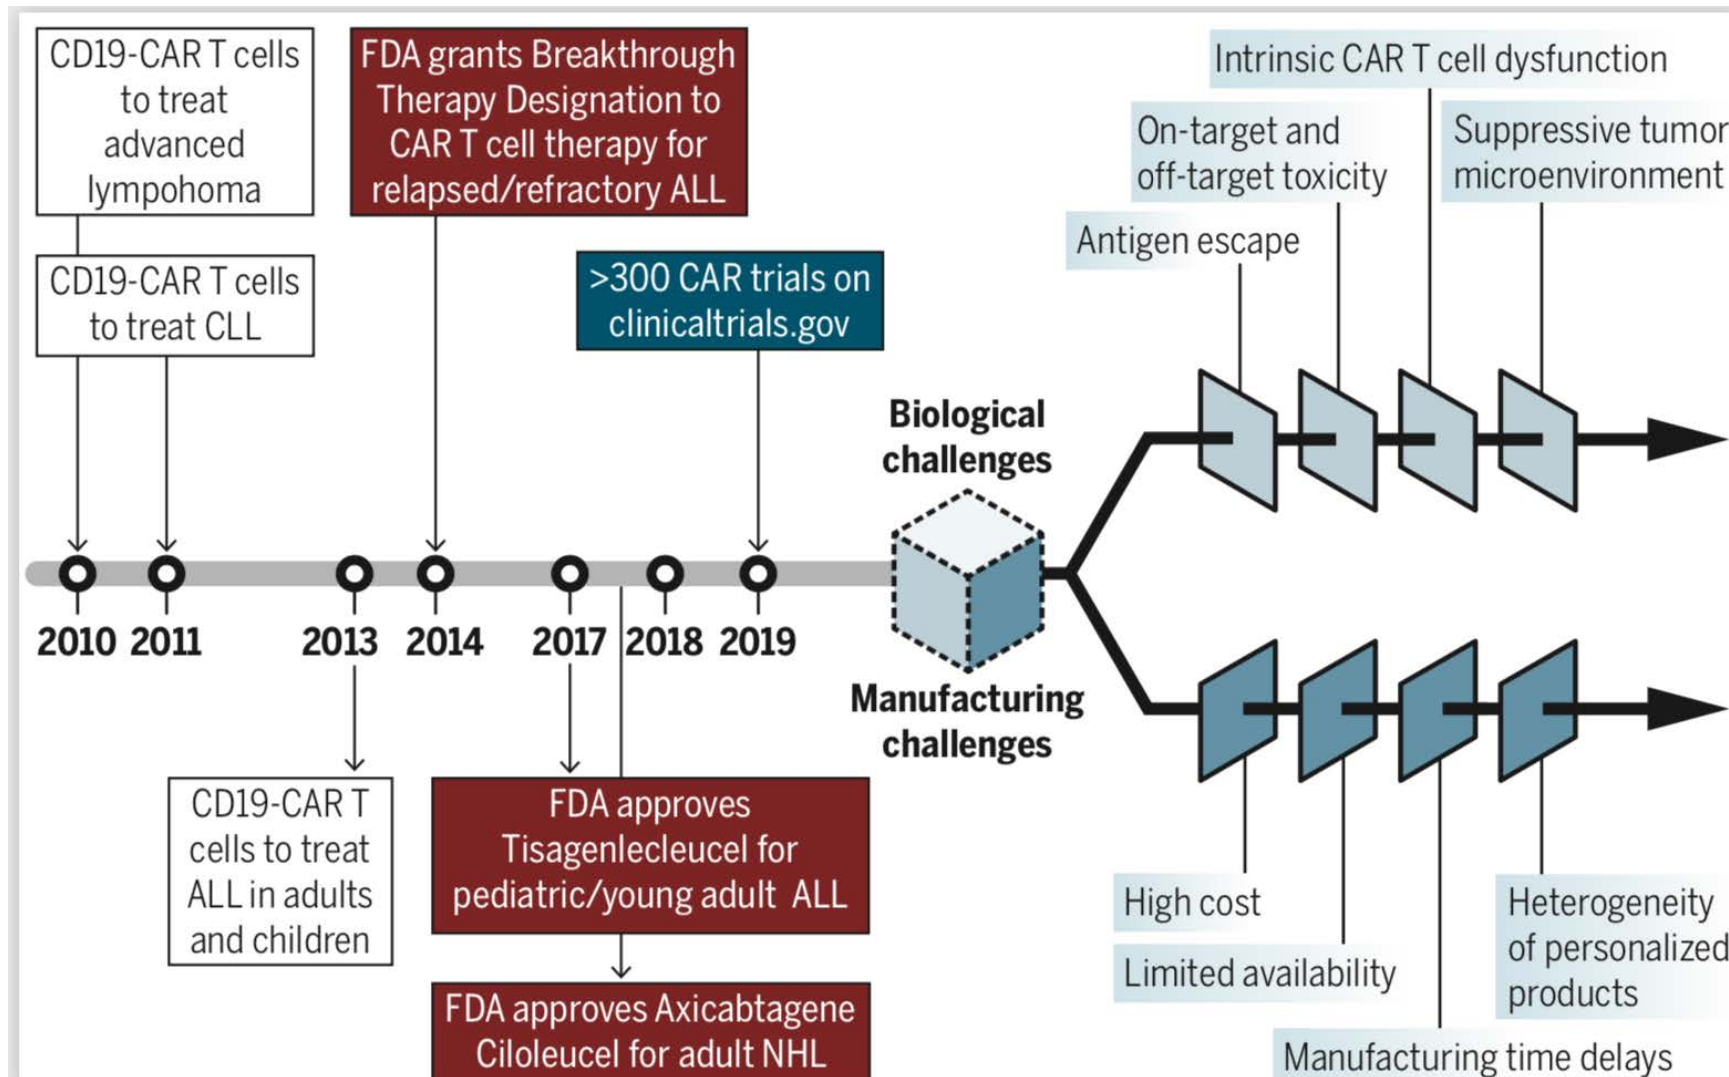 CD19-CAR T cells
to treat
advanced
lympohoma
CD19-CAR T cells
to treat CLL
FDA grants Breakthrough
Therapy Designation to
CAR T cell therapy for
relapsed/refractory ALL
>300 CAR trials on
clinicaltrials.gov
2010
2011
2013
2014
2017
2018
2019
CD19-CAR T
cells to treat
ALL in adults
and children
FDA approves
Tisagenlecleucel for
pediatric/young adult ALL
FDA approves Axicabtagene
Ciloleucel for adult NHL
Biological
challenges
Manufacturing
challenges
Intrinsic CAR T cell dysfunction
On-target and
off-target toxicity
Suppressive tumor
microenvironment
Antigen escape
High cost
Limited availability
Heterogeneity
of personalized
products
Manufacturing time delays